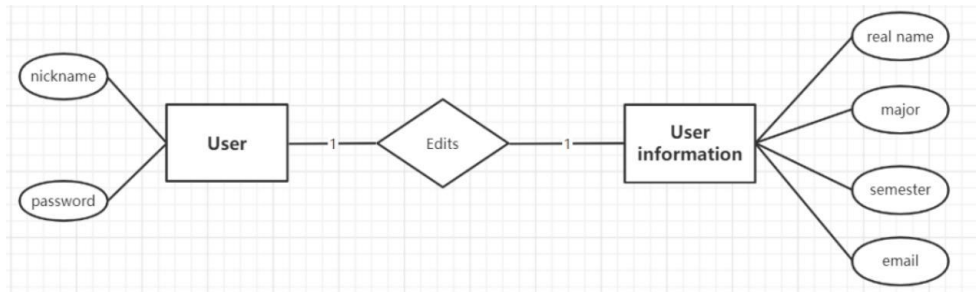 nickname
password
User
1
Edits
1
User
information
real name
major
semester
email